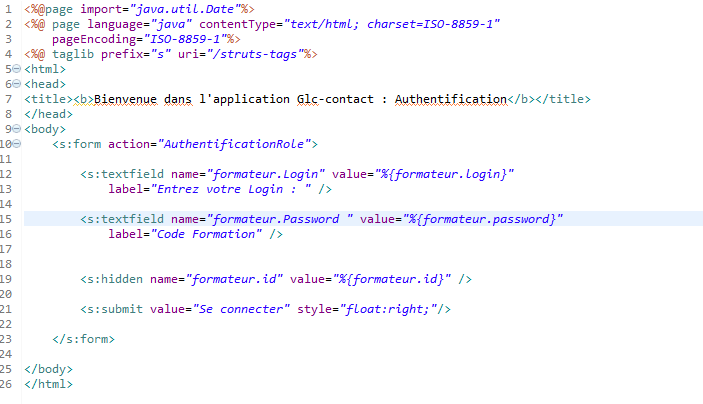 1 <%@page import="java.util.Date"%>
2 <%@ page language="java" contentType="text/html; charset=ISO-8859-1"
3     pageEncoding="ISO-8859-1"%>
4 <%@ taglib prefix="s" uri="/struts-tags"%>
5 <html>
6 <head>
7 <title><b>Bienvenue dans l'application Glc-contact : Authentification</b></title>
8 </head>
9 <body>
10     <s:form action="AuthentificationRole">
11
12         <s:textfield name="formateur.Login" value="%{formateur.login}"
13             label="Entrez votre Login : " />
14
15         <s:textfield name="formateur.Password " value="%{formateur.password}"
16             label="Code Formation" />
17
18
19         <s:hidden name="formateur.id" value="%{formateur.id}" />
20
21         <s:submit value="Se connecter" style="float:right;"/>
22
23     </s:form>
24
25 </body>
26 </html>